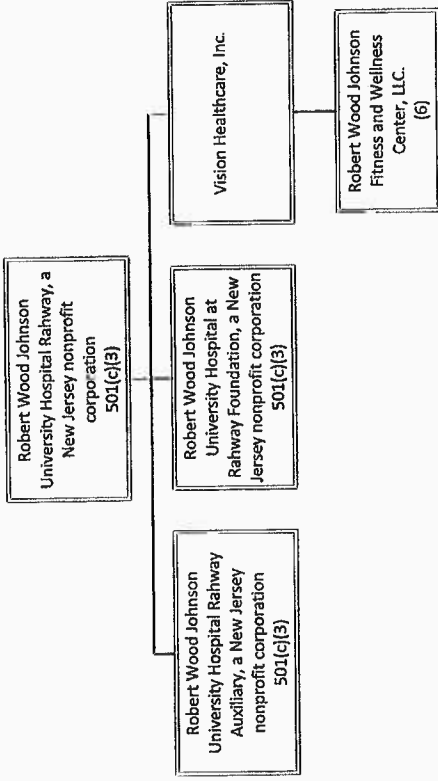 Robert Wood Johnson
University Hospital Rahway, a
New Jersey nonprofit
corporation
501(c)(3)
Robert Wood Johnson
University Hospital Rahway
Auxiliary, a New Jersey
nonprofit corporation
501(c)(3)
Robert Wood Johnson
University Hospital at
Rahway Foundation, a New
Jersey nonprofit corporation
501(c)(3)
Vision Healthcare, Inc.
Robert Wood Johnson
Fitness and Wellness
Center, LLC.
(6)